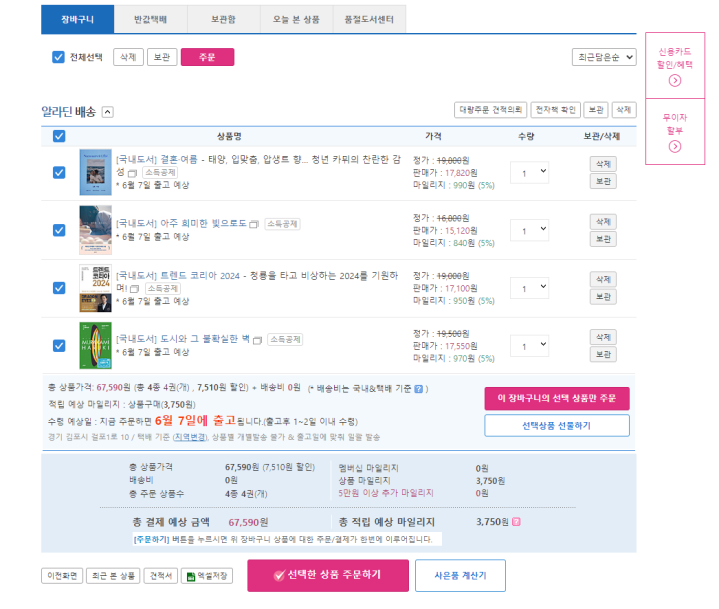 장바구니 반값택배 보관함 오늘 본 상품 품절도서센터
전체선택 삭제 보관 주문 최근담은순
신용카드
할인/혜택
무이자
할부
알라딘 배송 대량주문 견적의뢰 전자책 확인 보관 삭제
상품명 가격 수량 보관/삭제
[국내도서] 결혼·여름 - 태양, 입맞춤, 압생트 향… 청년 카뮈의 찬란한 감
성 소득공제
* 6월 7일 출고 예상
정가 : 19,800원
판매가 : 17,820원
마일리지 : 990원 (5%)
1
삭제
보관
[국내도서] 아주 희미한 빛으로도 소득공제
* 6월 7일 출고 예상
정가 : 16,800원
판매가 : 15,120원
마일리지 : 840원 (5%)
1
삭제
보관
트렌드
코리아
2024
DRAGON
EYES
[국내도서] 트렌드 코리아 2024 - 청룡을 타고 비상하는 2024를 기원하
며! 소득공제
* 6월 7일 출고 예상
정가 : 19,000원
판매가 : 17,100원
마일리지 : 950원 (5%)
1
삭제
보관
MURAKAMI
HARUKI
[국내도서] 도시와 그 불확실한 벽 소득공제
* 6월 7일 출고 예상
정가 : 19,500원
판매가 : 17,550원
마일리지 : 970원 (5%)
1
삭제
보관
총 상품가격: 67,590원 (총 4종 4권(개) , 7,510원 할인) + 배송비 0원 (* 배송비는 국내&택배 기준 ? )
적립 예상 마일리지 : 상품구매(3,750원)
수령 예상일 : 지금 주문하면 6월 7일에 출고됩니다.(출고후 1~2일 이내 수령)
경기 김포시 걸포1로 10 / 택배 기준 (지역변경), 상품별 개별발송 불가 & 출고일에 맞춰 일괄 발송
이 장바구니의 선택 상품만 주문
선택상품 선물하기
총 상품가격 67,590원 (7,510원 할인)
배송비 0원
총 주문 상품수 4종 4권(개)
멤버십 마일리지 0원
상품 마일리지 3,750원
5만원 이상 추가 마일리지 0원
총 결제 예상 금액 67,590원 총 적립 예상 마일리지 3,750원 ?
[주문하기] 버튼을 누르시면 위 장바구니 상품에 대한 주문/결제가 한번에 이루어집니다.
이전화면 최근 본 상품 견적서 엑셀저장 선택한 상품 주문하기 사은품 계산기